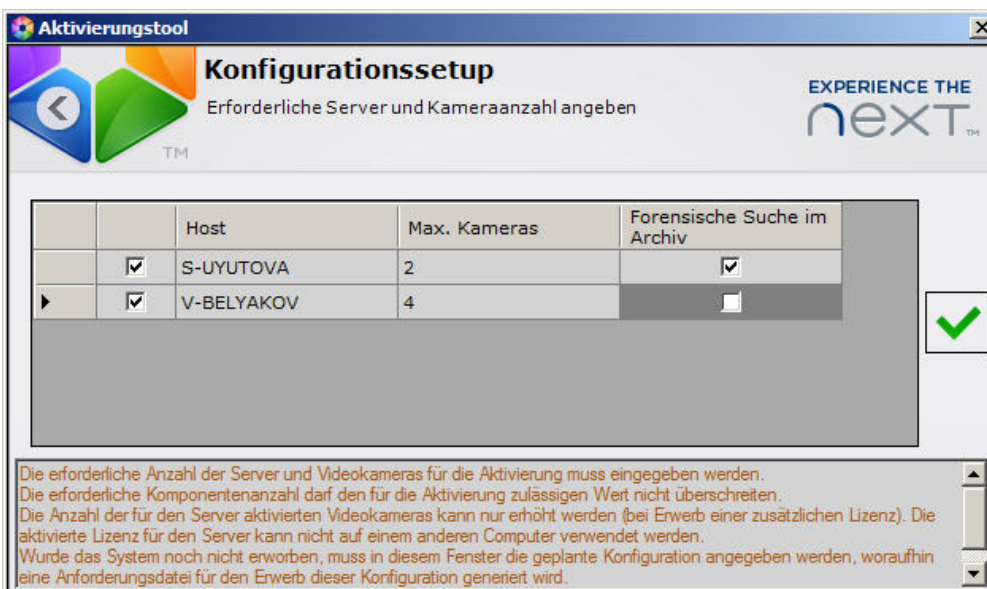 Aktivierungstool
Konfigurationssetup
Erforderliche Server und Kameraanzahl angeben
EXPERIENCE THE
next™
TM
Host
Max. Kameras
Forensische Suche im
Archiv
S-UYUTOVA
2
V-BELYAKOV
4
Die erforderliche Anzahl der Server und Videokameras für die Aktivierung muss eingegeben werden.
Die erforderliche Komponentenanzahl darf den für die Aktivierung zulässigen Wert nicht überschreiten.
Die Anzahl der für den Server aktivierten Videokameras kann nur erhöht werden (bei Erwerb einer zusätzlichen Lizenz). Die
aktivierte Lizenz für den Server kann nicht auf einem anderen Computer verwendet werden.
Wurde das System noch nicht erworben, muss in diesem Fenster die geplante Konfiguration angegeben werden, woraufhin
eine Anforderungsdatei für den Erwerb dieser Konfiguration generiert wird.